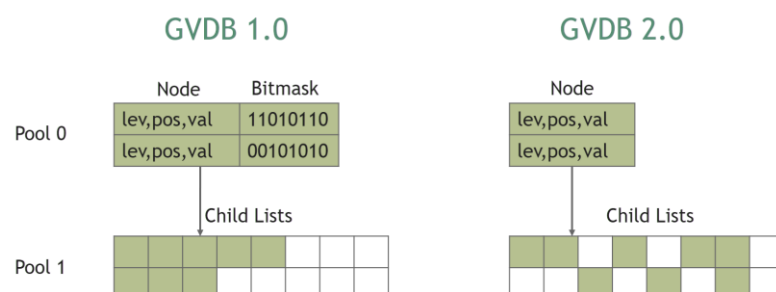 GVDB 1.0
GVDB 2.0
Node Bitmask
Node
Pool 0
lev,pos,val 11010110
lev,pos,val 00101010
lev,pos,val
lev,pos,val
Child Lists
Child Lists
Pool 1